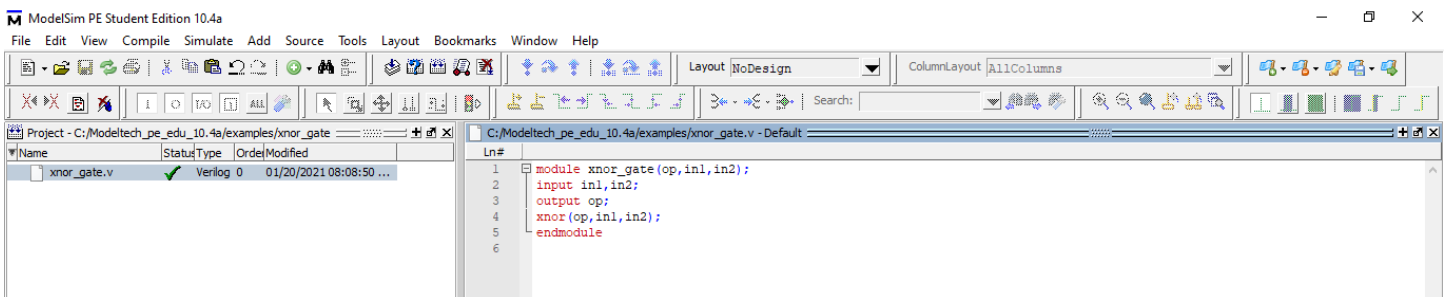 ModelSim PE Student Edition 10.4a
File Edit View Compile Simulate Add Source Tools Layout Bookmarks Window Help
Layout NoDesign ColumnLayout AllColumns
1 O I/O ALL Search:
Project - C:/Modeltech_pe_edu_10.4a/examples/xnor_gate
C:/Modeltech_pe_edu_10.4a/examples/xnor_gate.v - Default
Name Status Type Order Modified
xnor_gate.v Verilog 0 01/20/2021 08:08:50 ...
Ln#
1 module xnor_gate(op,in1,in2);
2 input in1,in2;
3 output op;
4 xnor(op,in1,in2);
5 endmodule
6